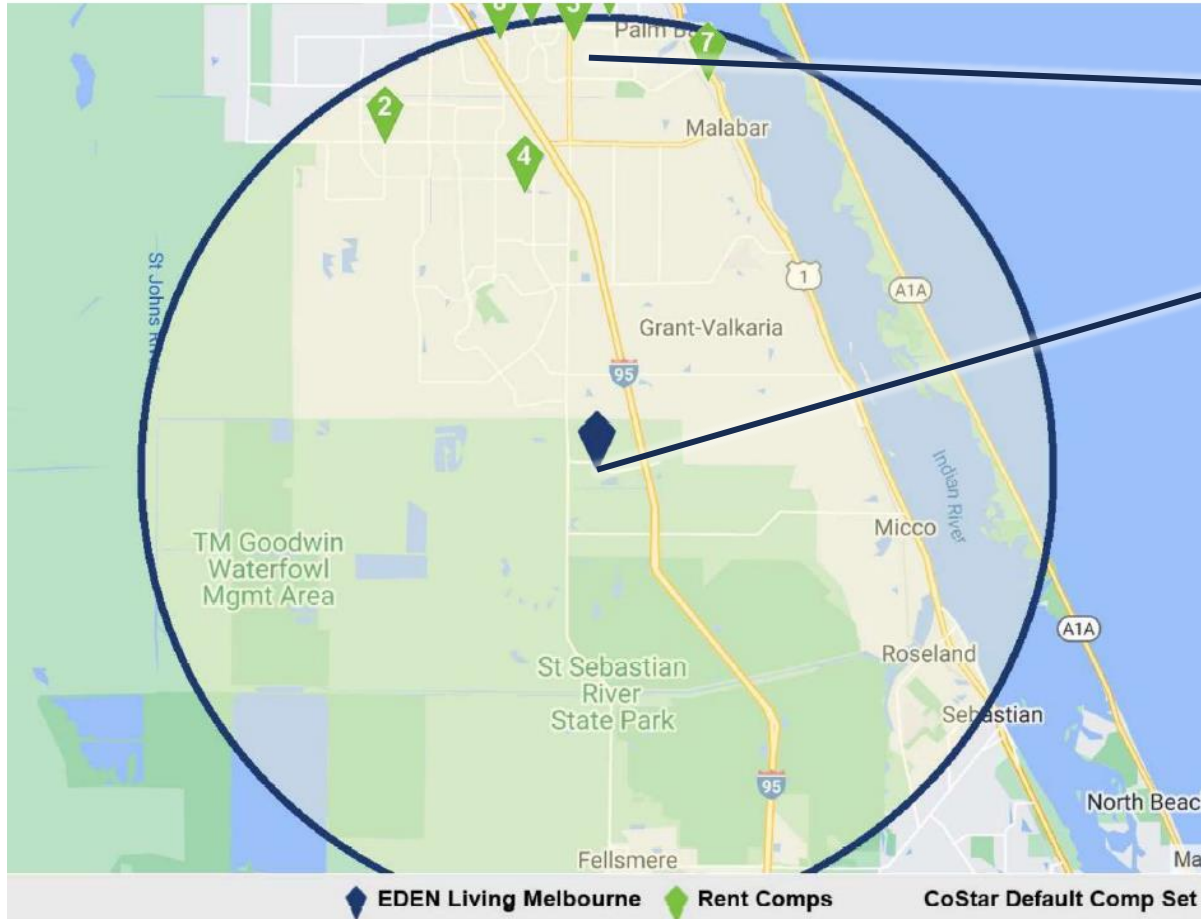 Palm Ba
7
2
Malabar
4
St Johns Rive
1
A1A
Grant-Valkaria
95
Indian River
Micco
TM Goodwin
Waterfowl
Mgmt Area
A1A
Roseland
St Sebastian
River
State Park
Sebastian
95
North Beac
Fellsmere
Ma
EDEN Living Melbourne
Rent Comps
CoStar Default Comp Set